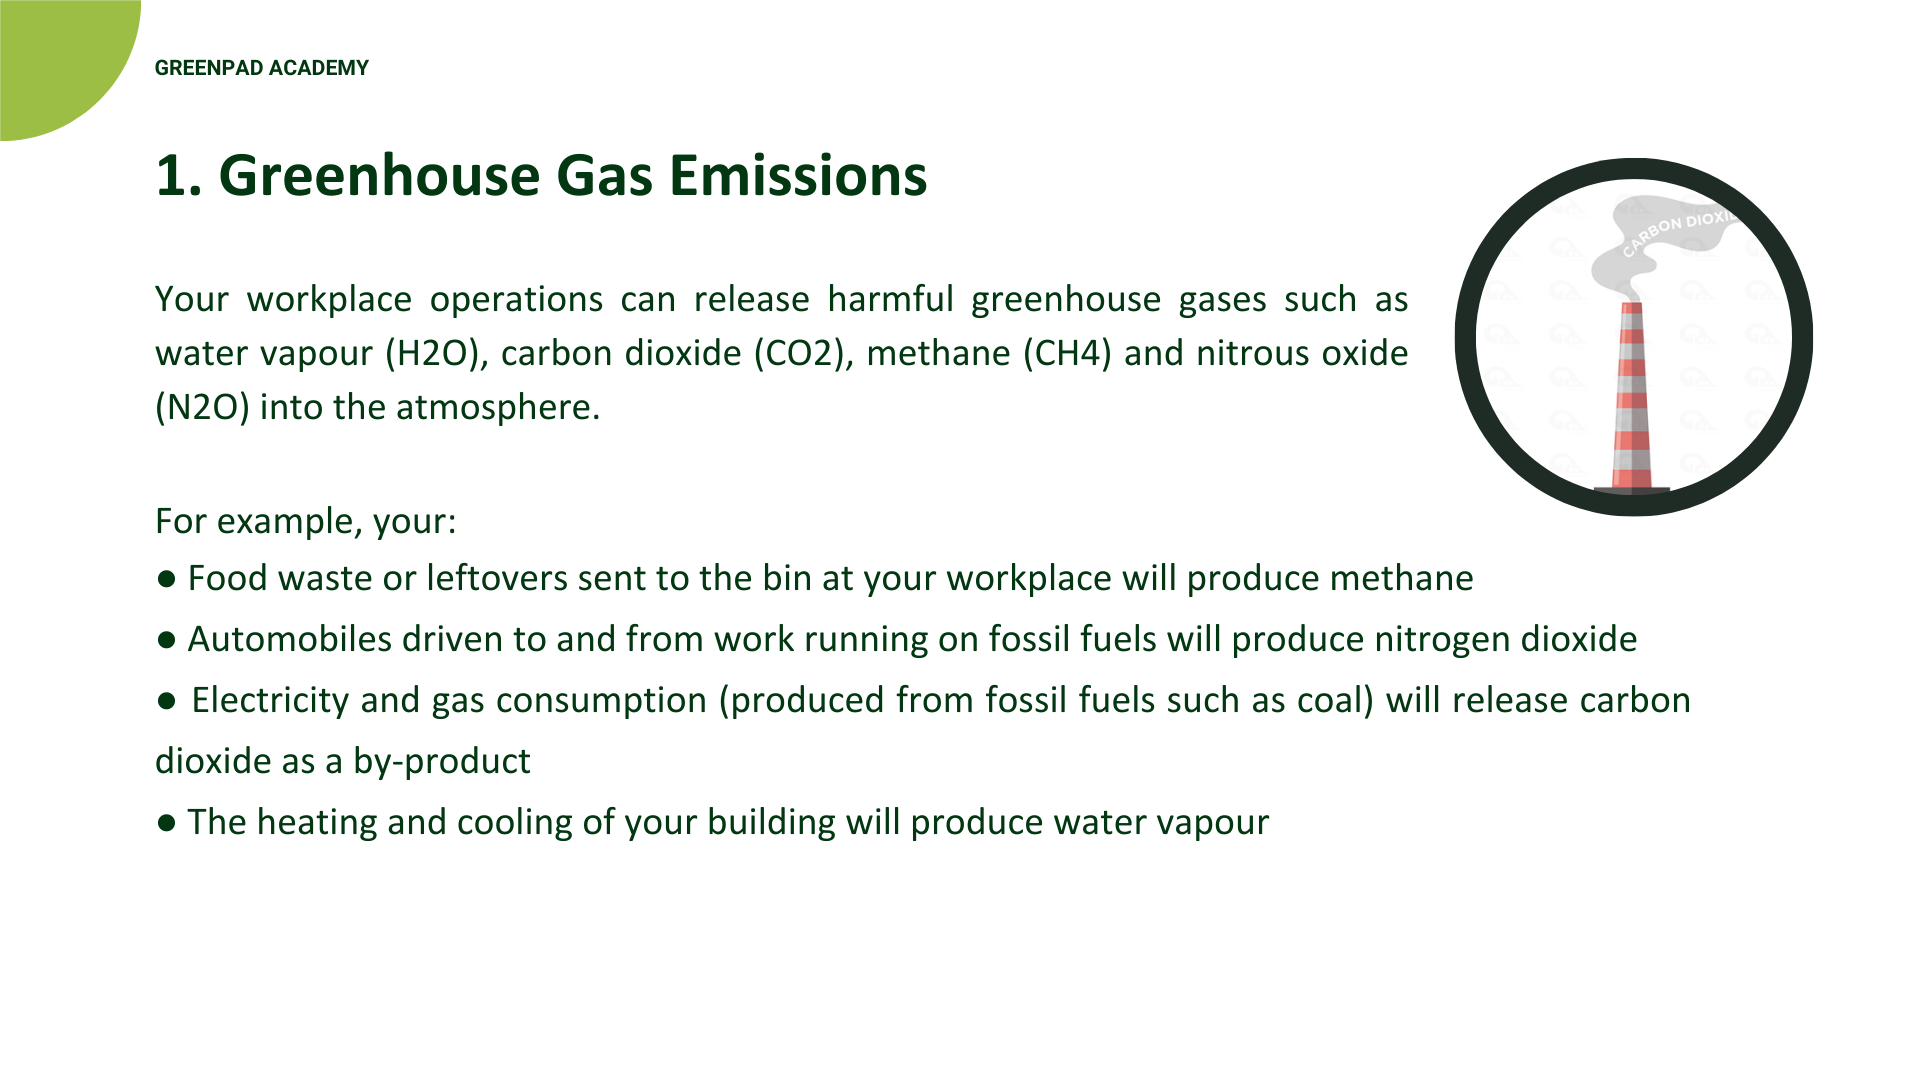 GREENPAD ACADEMY
1. Greenhouse Gas Emissions
Your workplace operations can release harmful greenhouse gases such as
water vapour (H2O), carbon dioxide (CO2), methane (CH4) and nitrous oxide
(N2O) into the atmosphere.
CARBON DIOXI
For example, your:
● Food waste or leftovers sent to the bin at your workplace will produce methane
● Automobiles driven to and from work running on fossil fuels will produce nitrogen dioxide
● Electricity and gas consumption (produced from fossil fuels such as coal) will release carbon
dioxide as a by-product
● The heating and cooling of your building will produce water vapour